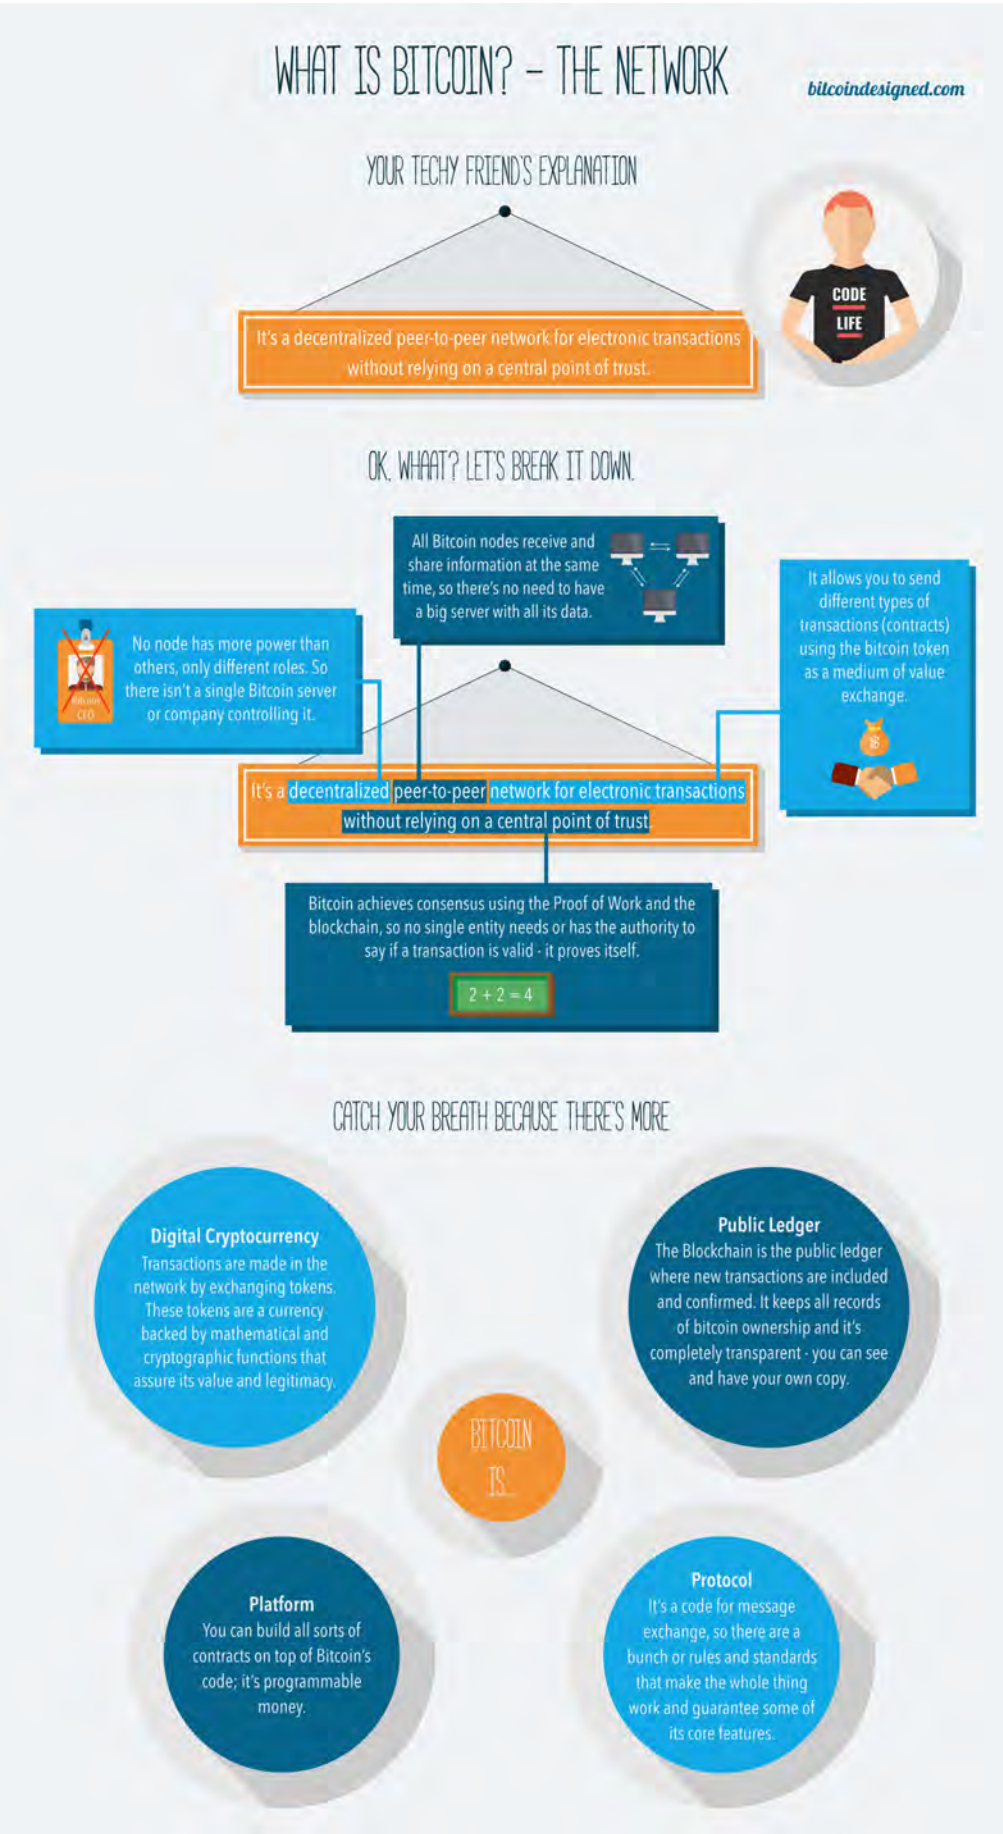 WHAT IS BITCOIN? - THE NETWORK
bitcoindesigned.com
YOUR TECHY FRIEND'S EXPLANATION
CODE
LIFE
It's a decentralized peer-to-peer network for electronic transactions
without relying on a central point of trust.
OK, WHAAT? LET'S BREAK IT DOWN.
All Bitcoin nodes receive and
share information at the same
time, so there's no need to have
a big server with all its data.
It allows you to send
different types of
transactions (contracts)
using the bitcoin token
as a medium of value
exchange.
No node has more power than
others, only different roles. So
there isn't a single Bitcoin server
or company controlling it.
Bitcoin
CEO
It's a decentralized peer-to-peer network for electronic transactions
without relying on a central point of trust.
Bitcoin achieves consensus using the Proof of Work and the
blockchain, so no single entity needs or has the authority to
say if a transaction is valid - it proves itself.
2 + 2 = 4
CATCH YOUR BREATH BECAUSE THERE'S MORE
Digital Cryptocurrency
Transactions are made in the
network by exchanging tokens.
These tokens are a currency
backed by mathematical and
cryptographic functions that
assure its value and legitimacy.
Public Ledger
The Blockchain is the public ledger
where new transactions are included
and confirmed. It keeps all records
of bitcoin ownership and it's
completely transparent - you can see
and have your own copy.
BITCOIN
IS...
Platform
You can build all sorts of
contracts on top of Bitcoin's
code; it's programmable
money.
Protocol
It's a code for message
exchange, so there are a
bunch or rules and standards
that make the whole thing
work and guarantee some of
its core features.